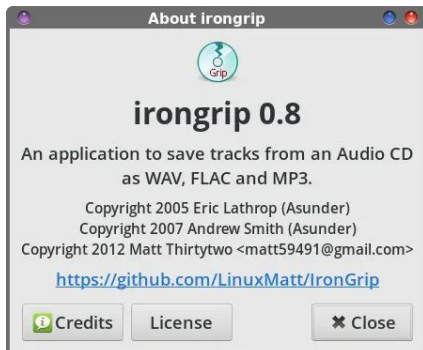 About irongrip
Grip
irongrip 0.8
An application to save tracks from an Audio CD
as WAV, FLAC and MP3.
Copyright 2005 Eric Lathrop (Asunder)
Copyright 2007 Andrew Smith (Asunder)
Copyright 2012 Matt Thirtytwo <matt59491@gmail.com>
https://github.com/LinuxMatt/IronGrip
Credits License Close